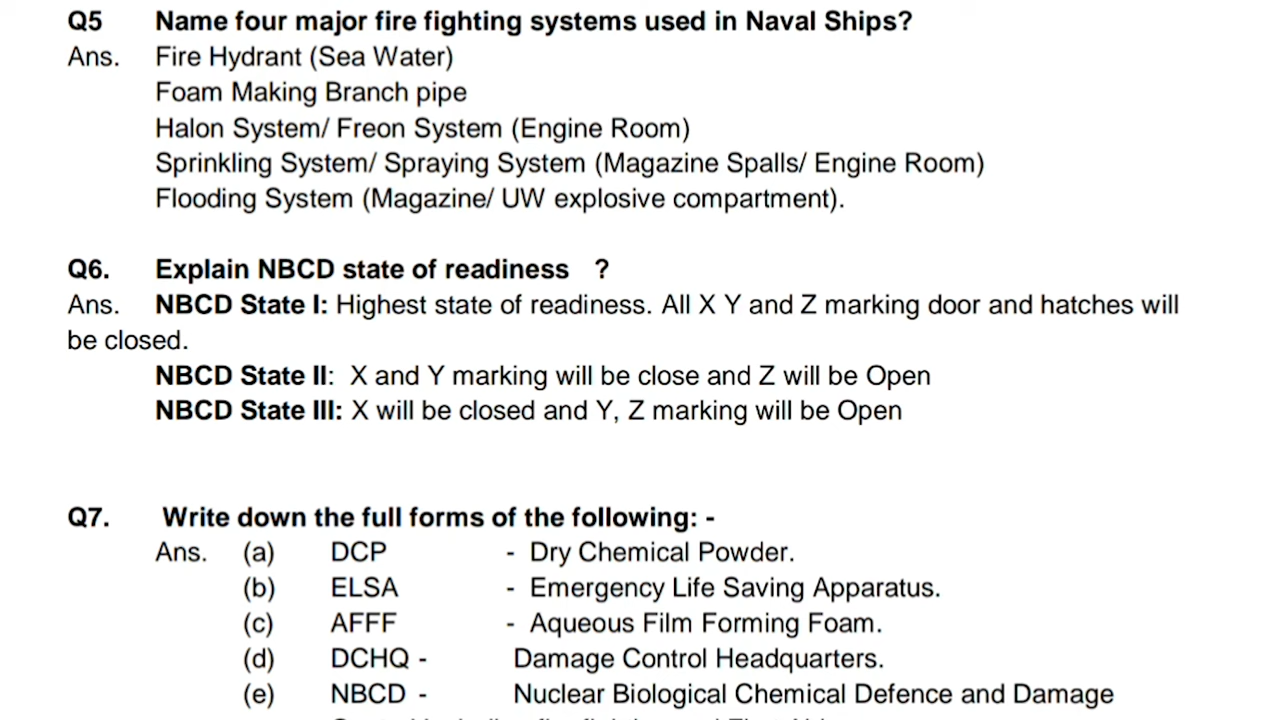 Q5 Name four major fire fighting systems used in Naval Ships?
Ans. Fire Hydrant (Sea Water)
Foam Making Branch pipe
Halon System/ Freon System (Engine Room)
Sprinkling System/ Spraying System (Magazine Spalls/ Engine Room)
Flooding System (Magazine/ UW explosive compartment).
Q6. Explain NBCD state of readiness ?
Ans. NBCD State I: Highest state of readiness. All X Y and Z marking door and hatches will
be closed.
NBCD State II: X and Y marking will be close and Z will be Open
NBCD State III: X will be closed and Y, Z marking will be Open
Q7. Write down the full forms of the following: -
Ans. (a) DCP - Dry Chemical Powder.
(b) ELSA - Emergency Life Saving Apparatus.
(c) AFFF - Aqueous Film Forming Foam.
(d) DCHQ - Damage Control Headquarters.
(e) NBCD - Nuclear Biological Chemical Defence and Damage